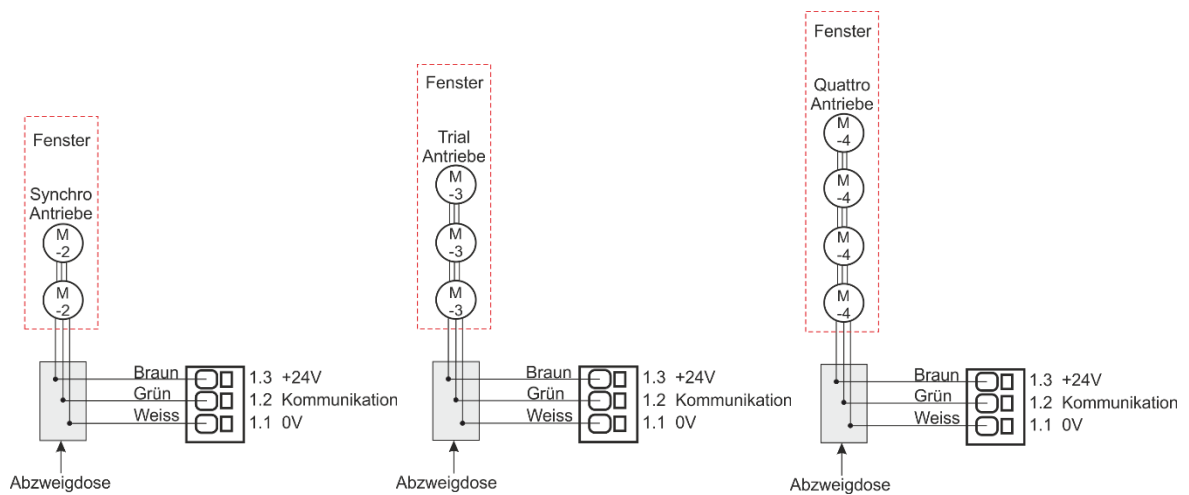 Fenster
Synchro
Antriebe
M
-2
M
-2
Braun
1.3 +24V
Grün
1.2 Kommunikation
Weiss
1.1 0V
Abzweigdose
Fenster
Trial
Antriebe
M
-3
M
-3
M
-3
Braun
1.3 +24V
Grün
1.2 Kommunikation
Weiss
1.1 0V
Abzweigdose
Fenster
Quattro
Antriebe
M
-4
M
-4
M
-4
M
-4
Braun
1.3 +24V
Grün
1.2 Kommunikation
Weiss
1.1 0V
Abzweigdose